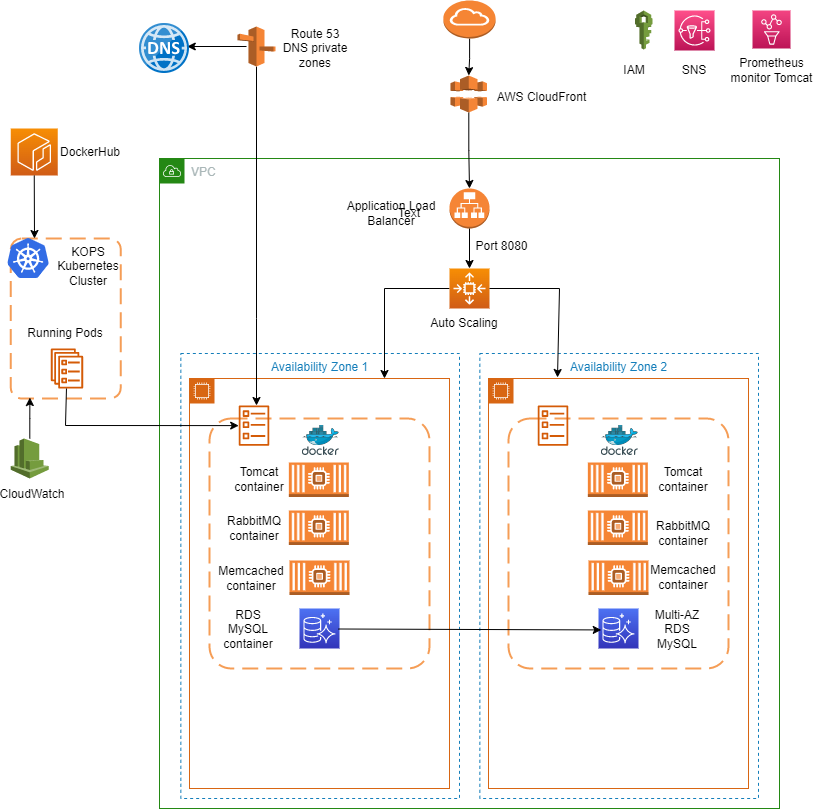 Route 53
DNS private
zones
DNS
IAM
SNS
Prometheus
monitor Tomcat
AWS CloudFront
DockerHub
VPC
Application Load
Balancer
Text
Port 8080
KOPS
Kubernetes
Cluster
Auto Scaling
Running Pods
Availability Zone 1
Availability Zone 2
docker
docker
Tomcat
container
Tomcat
container
CloudWatch
RabbitMQ
container
RabbitMQ
container
Memcached
container
Memcached
container
RDS
MySQL
container
Multi-AZ
RDS
MySQL